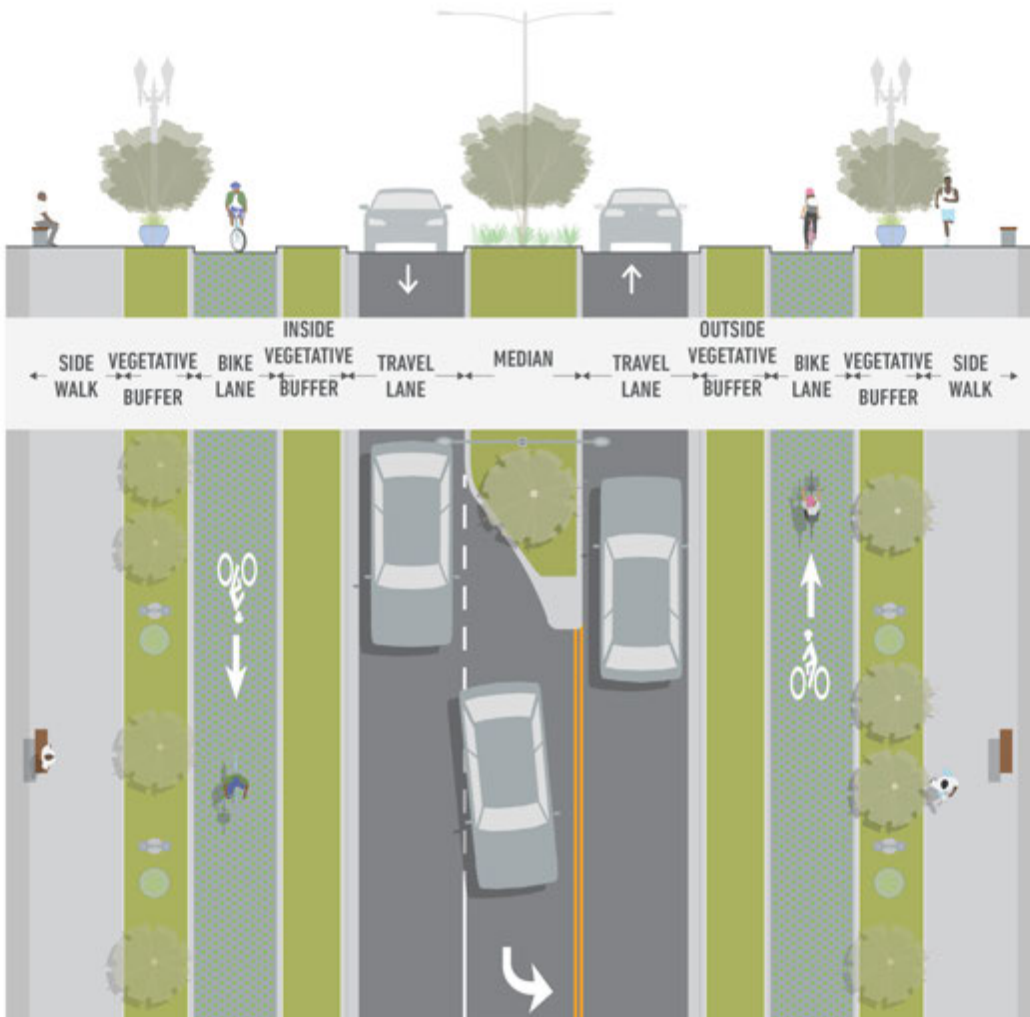 SIDE
WALK
VEGETATIVE
BUFFER
BIKE
LANE
INSIDE
VEGETATIVE
BUFFER
TRAVEL
LANE
MEDIAN
TRAVEL
LANE
OUTSIDE
VEGETATIVE
BUFFER
BIKE
LANE
VEGETATIVE
BUFFER
SIDE
WALK